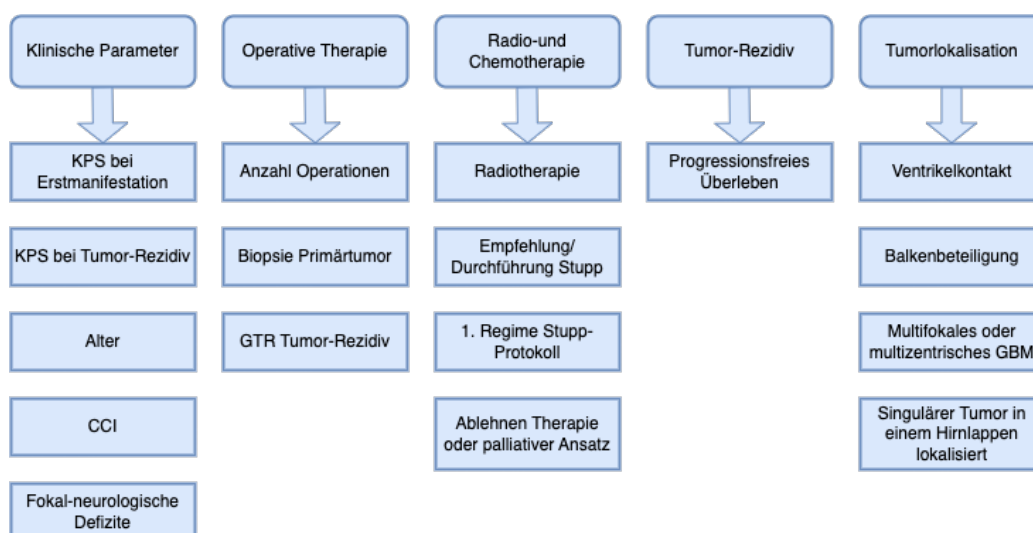 Klinische Parameter
Operative Therapie
Radio-und
Chemotherapie
Tumor-Rezidiv
Tumorlokalisation
KPS bei
Erstmanifestation
Anzahl Operationen
Radiotherapie
Progressionsfreies
Überleben
Ventrikelkontakt
KPS bei Tumor-Rezidiv
Biopsie Primärtumor
Empfehlung/
Durchführung Stupp
Balkenbeteiligung
Alter
GTR Tumor-Rezidiv
1. Regime Stupp-
Protokoll
Multifokales oder
multizentrisches GBM
CCI
Ablehnen Therapie
oder palliativer Ansatz
Singulärer Tumor in
einem Hirnlappen
lokalisiert
Fokal-neurologische
Defizite